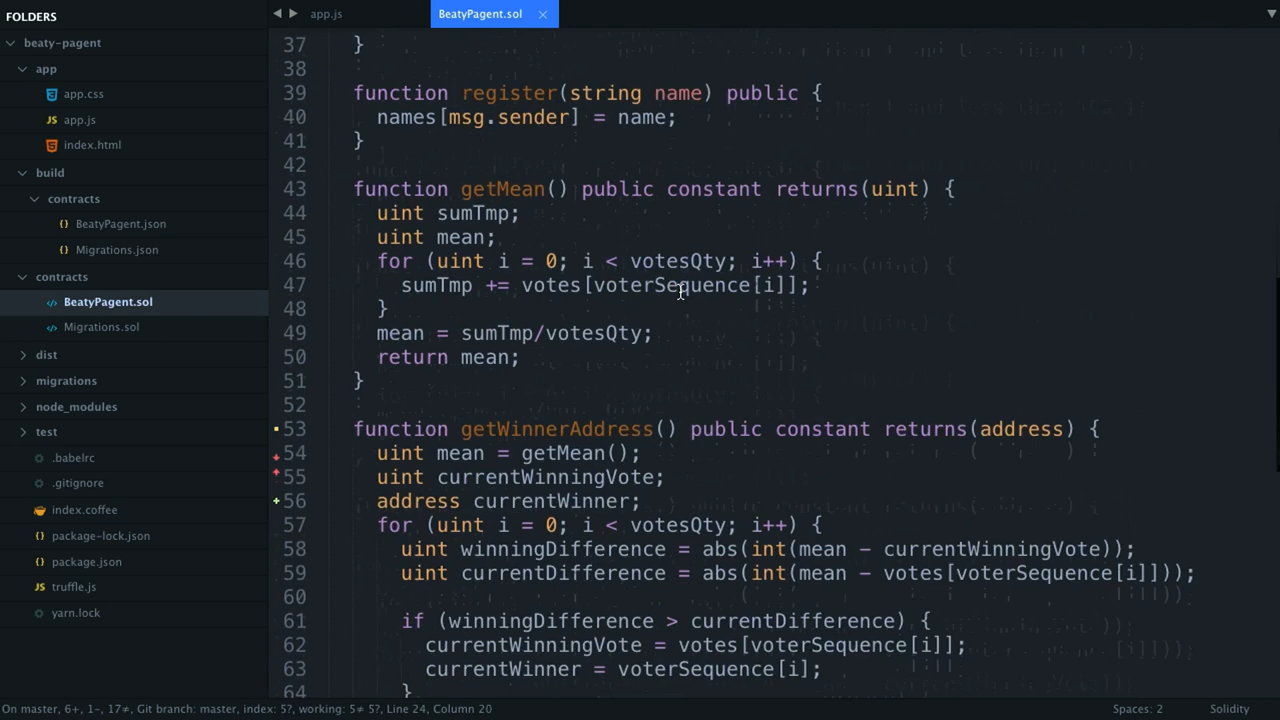 FOLDERS
beaty-pagent
app
app.css
app.js
index.html
build
contracts
BeatyPagent.json
Migrations.json
contracts
BeatyPagent.sol
Migrations.sol
dist
migrations
node_modules
test
.babelrc
.gitignore
index.coffee
package-lock.json
package.json
truffle.js
yarn.lock
app.js
BeatyPagent.sol
37 }
38
39 function register(string name) public {
40 names[msg.sender] = name;
41 }
42
43 function getMean() public constant returns(uint) {
44 uint sumTmp;
45 uint mean;
46 for (uint i = 0; i < votesQty; i++) {
47 sumTmp += votes[voterSequence[i]];
48 }
49 mean = sumTmp/votesQty;
50 return mean;
51 }
52
53 function getWinnerAddress() public constant returns(address) {
54 uint mean = getMean();
55 uint currentWinningVote;
56 address currentWinner;
57 for (uint i = 0; i < votesQty; i++) {
58 uint winningDifference = abs(int(mean - currentWinningVote));
59 uint currentDifference = abs(int(mean - votes[voterSequence[i]]));
60
61 if (winningDifference > currentDifference) {
62 currentWinningVote = votes[voterSequence[i]];
63 currentWinner = voterSequence[i];
64 }
On master, 6+, 1-, 17≠, Git branch: master, index: 5?, working: 5≠ 5?, Line 24, Column 20
Spaces: 2
Solidity